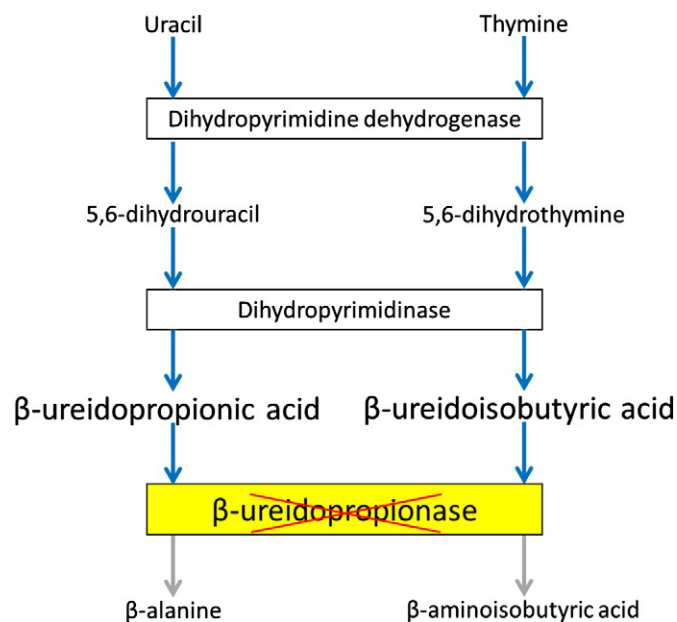 Uracil
Thymine
Dihydropyrimidine dehydrogenase
5,6-dihydrouracil
5,6-dihydrothymine
Dihydropyrimidinase
β-ureidopropionic acid
β-ureidoisobutyric acid
β-ureidopropionase
β-alanine
β-aminoisobutyric acid